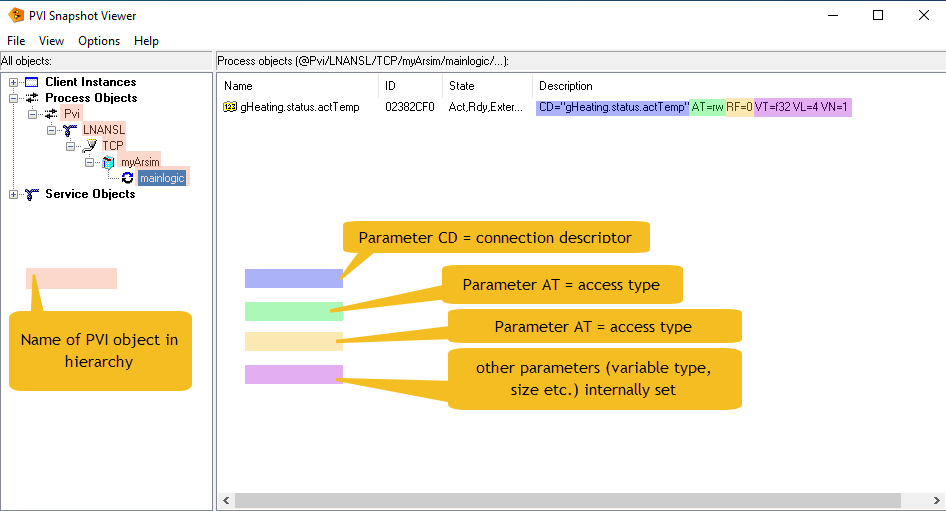 PVI Snapshot Viewer
File View Options Help
All objects:
Client Instances
Process Objects
Pvi
LNANSL
TCP
myArsim
mainlogic
Service Objects
Process objects (@Pvi/LNANSL/TCP/myArsim/mainlogic/...):
Name ID State Description
gHeating.status.actTemp 02382CF0 Act,Rdy,Exter... CD="gHeating.status.actTemp" AT=rw RF=0 VT=f32 VL=4 VN=1
Parameter CD = connection descriptor
Parameter AT = access type
Parameter AT = access type
other parameters (variable type,
size etc.) internally set
Name of PVI object in
hierarchy